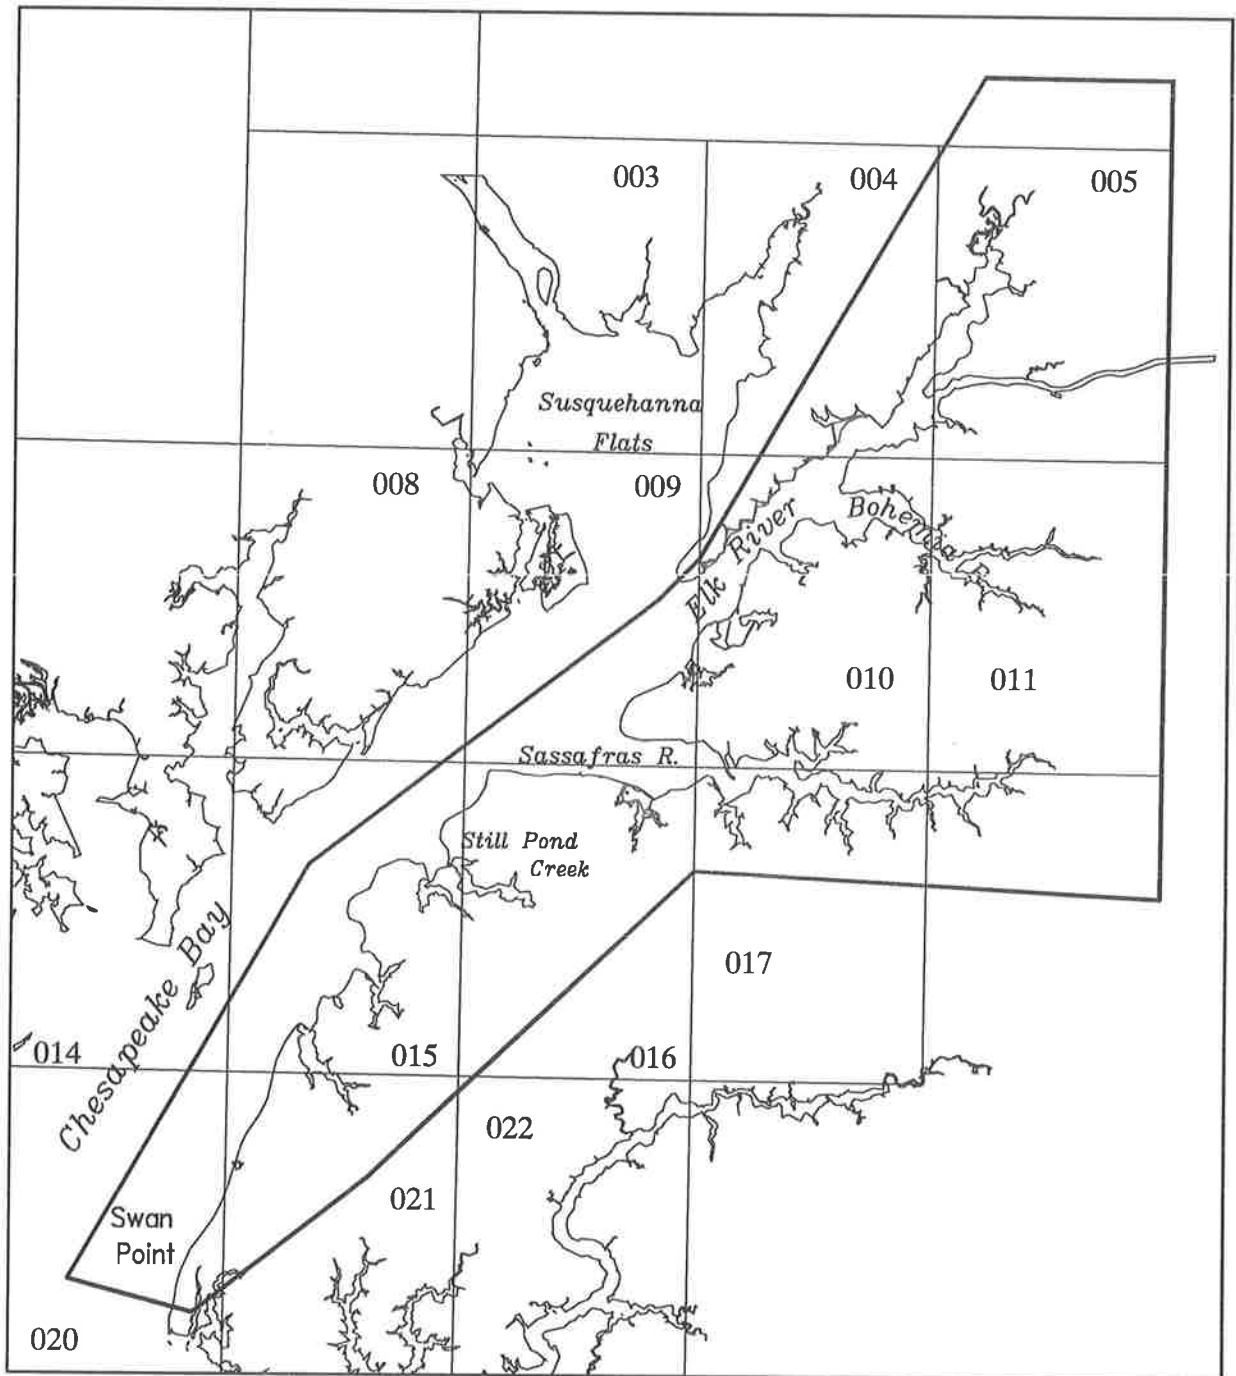 003
004
005
Susquehanna
Flats
008
009
Elk River
Bohemia
010
011
Sassafras R.
Still Pond
Creek
Chesapeake Bay
017
014
015
016
022
021
Swan
Point
020